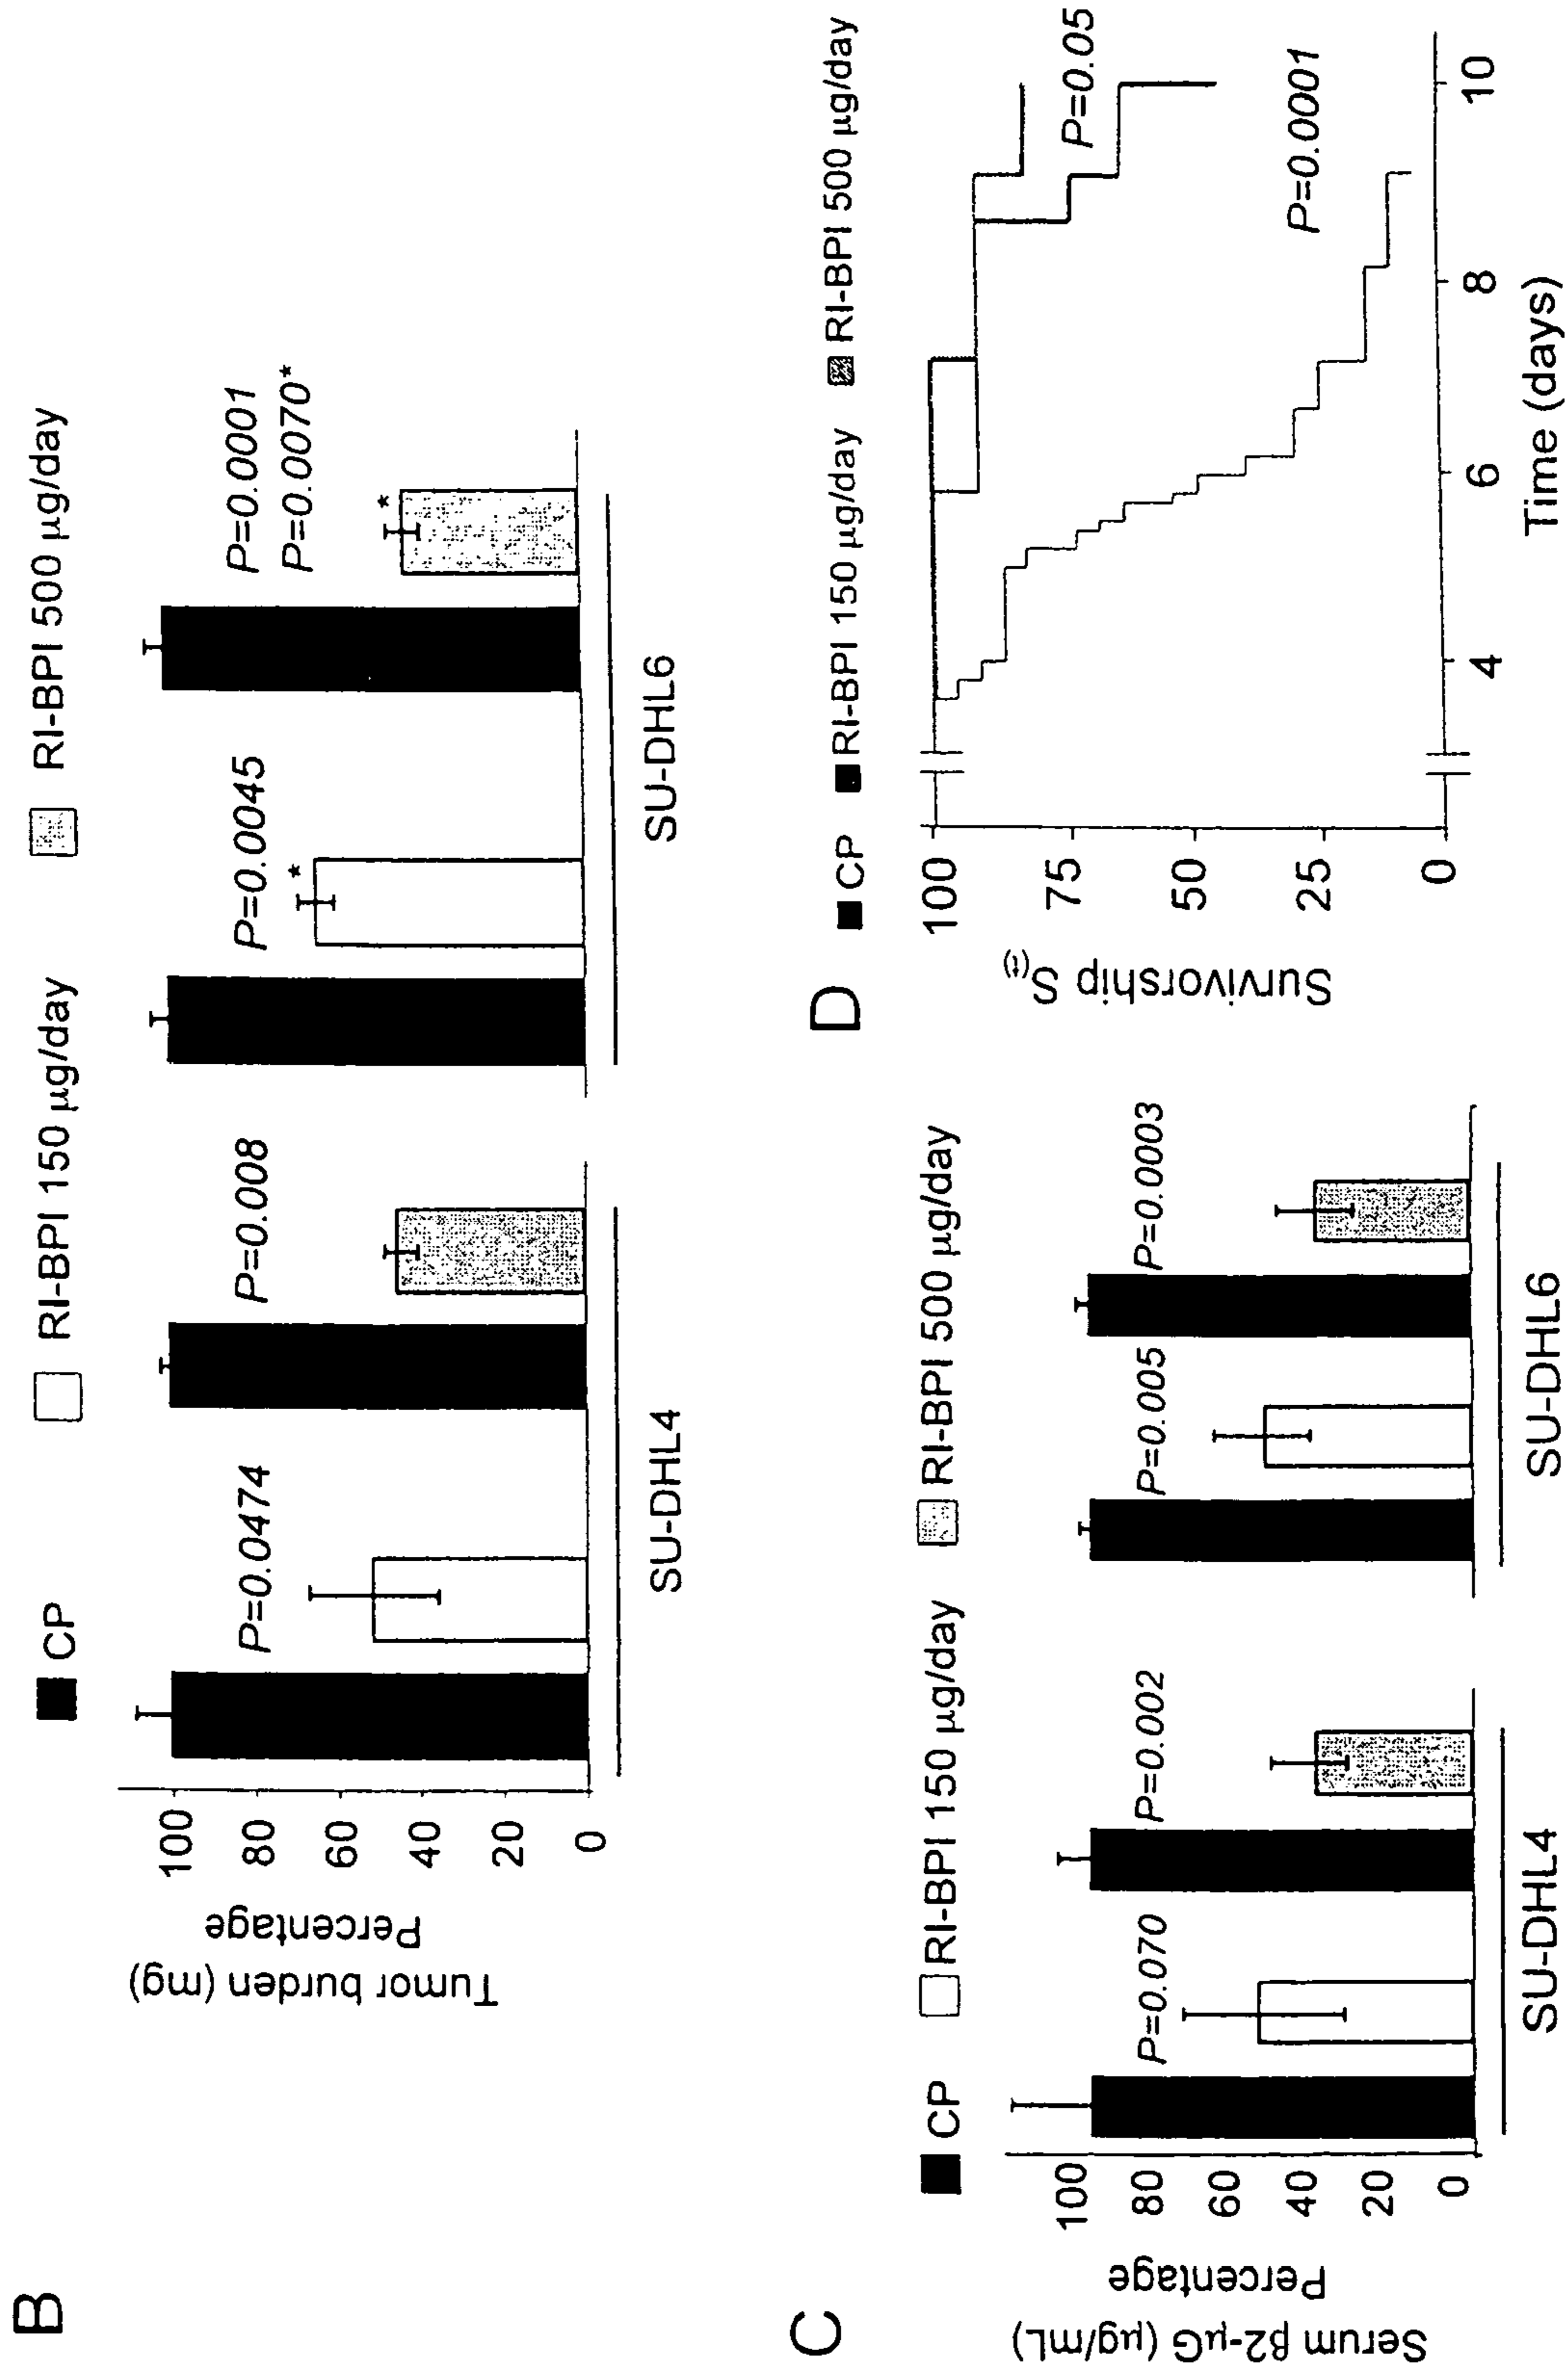 B
CP RI-BPI 150 µg/day RI-BPI 500 µg/day
Tumor burden (mg)
Percentage
100
80
60
40
20
0
P=0.0474
P=0.008
P=0.0045
P=0.0001
P=0.0070*
*
*
SU-DHL4
SU-DHL6
C
CP RI-BPI 150 µg/day RI-BPI 500 µg/day
Serum β2-µG (µg/mL)
Percentage
100
80
60
40
20
0
P=0.070
P=0.002
P=0.005
P=0.0003
SU-DHL4
SU-DHL6
D
CP RI-BPI 150 µg/day RI-BPI 500 µg/day
Survivorship S(t)
100
75
50
25
0
P=0.05
P=0.0001
4 6 8 10
Time (days)